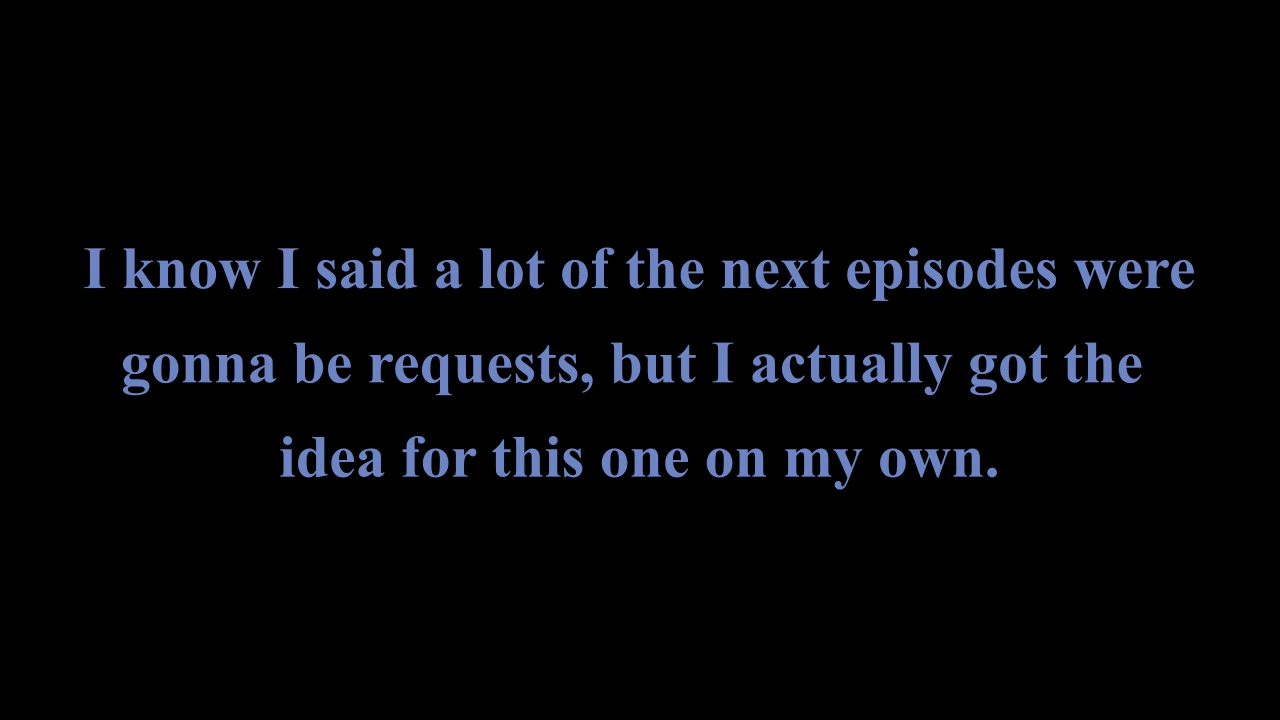 I know I said a lot of the next episodes were
gonna be requests, but I actually got the
idea for this one on my own.